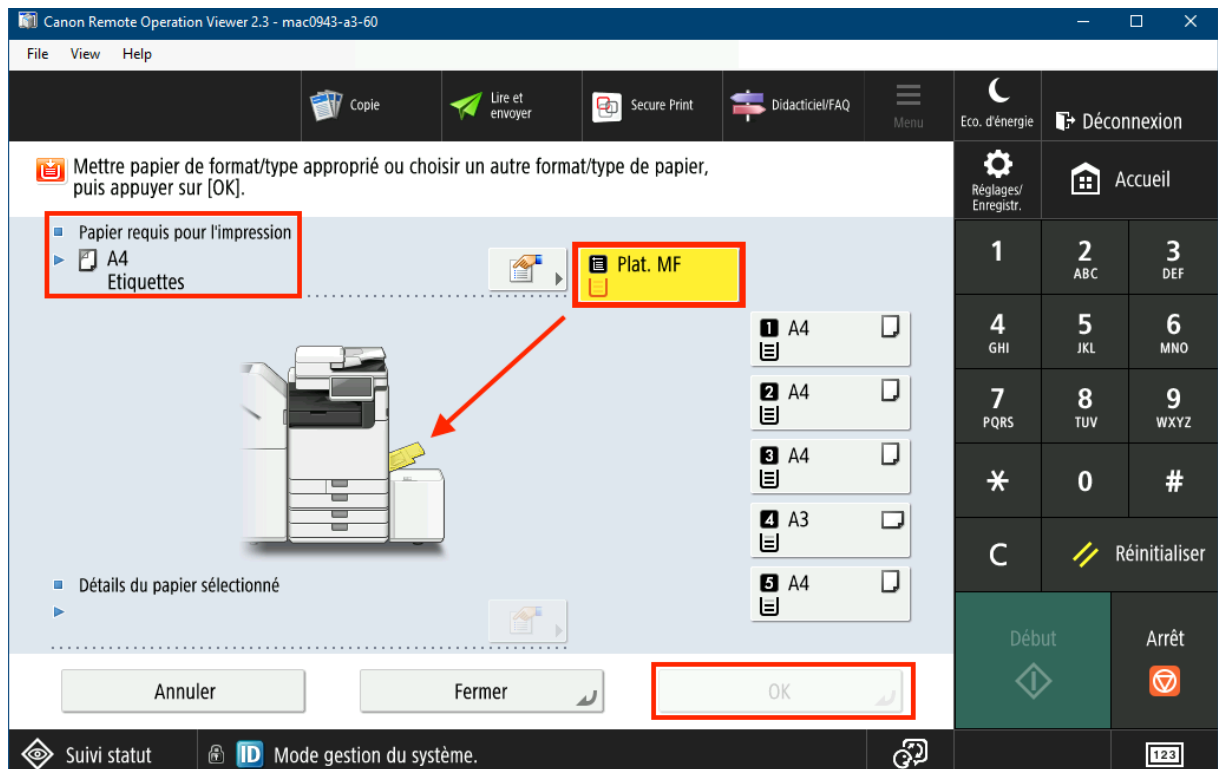 Canon Remote Operation Viewer 2.3 - mac0943-a3-60
File View Help
Copie
Lire et
envoyer
Secure Print
Didacticiel/FAQ
Menu
Eco. d'énergie
Déconnexion
Mettre papier de format/type approprié ou choisir un autre format/type de papier,
puis appuyer sur [OK].
Réglages/
Enregistr.
Accueil
Papier requis pour l'impression
A4
Etiquettes
Plat. MF
1 A4
2 A4
3 A4
4 A3
5 A4
Détails du papier sélectionné
Annuler
Fermer
OK
1
2 ABC
3 DEF
4 GHI
5 JKL
6 MNO
7 PQRS
8 TUV
9 WXYZ
0
#
C
Réinitialiser
Début
Arrêt
Suivi statut
ID Mode gestion du système.
123